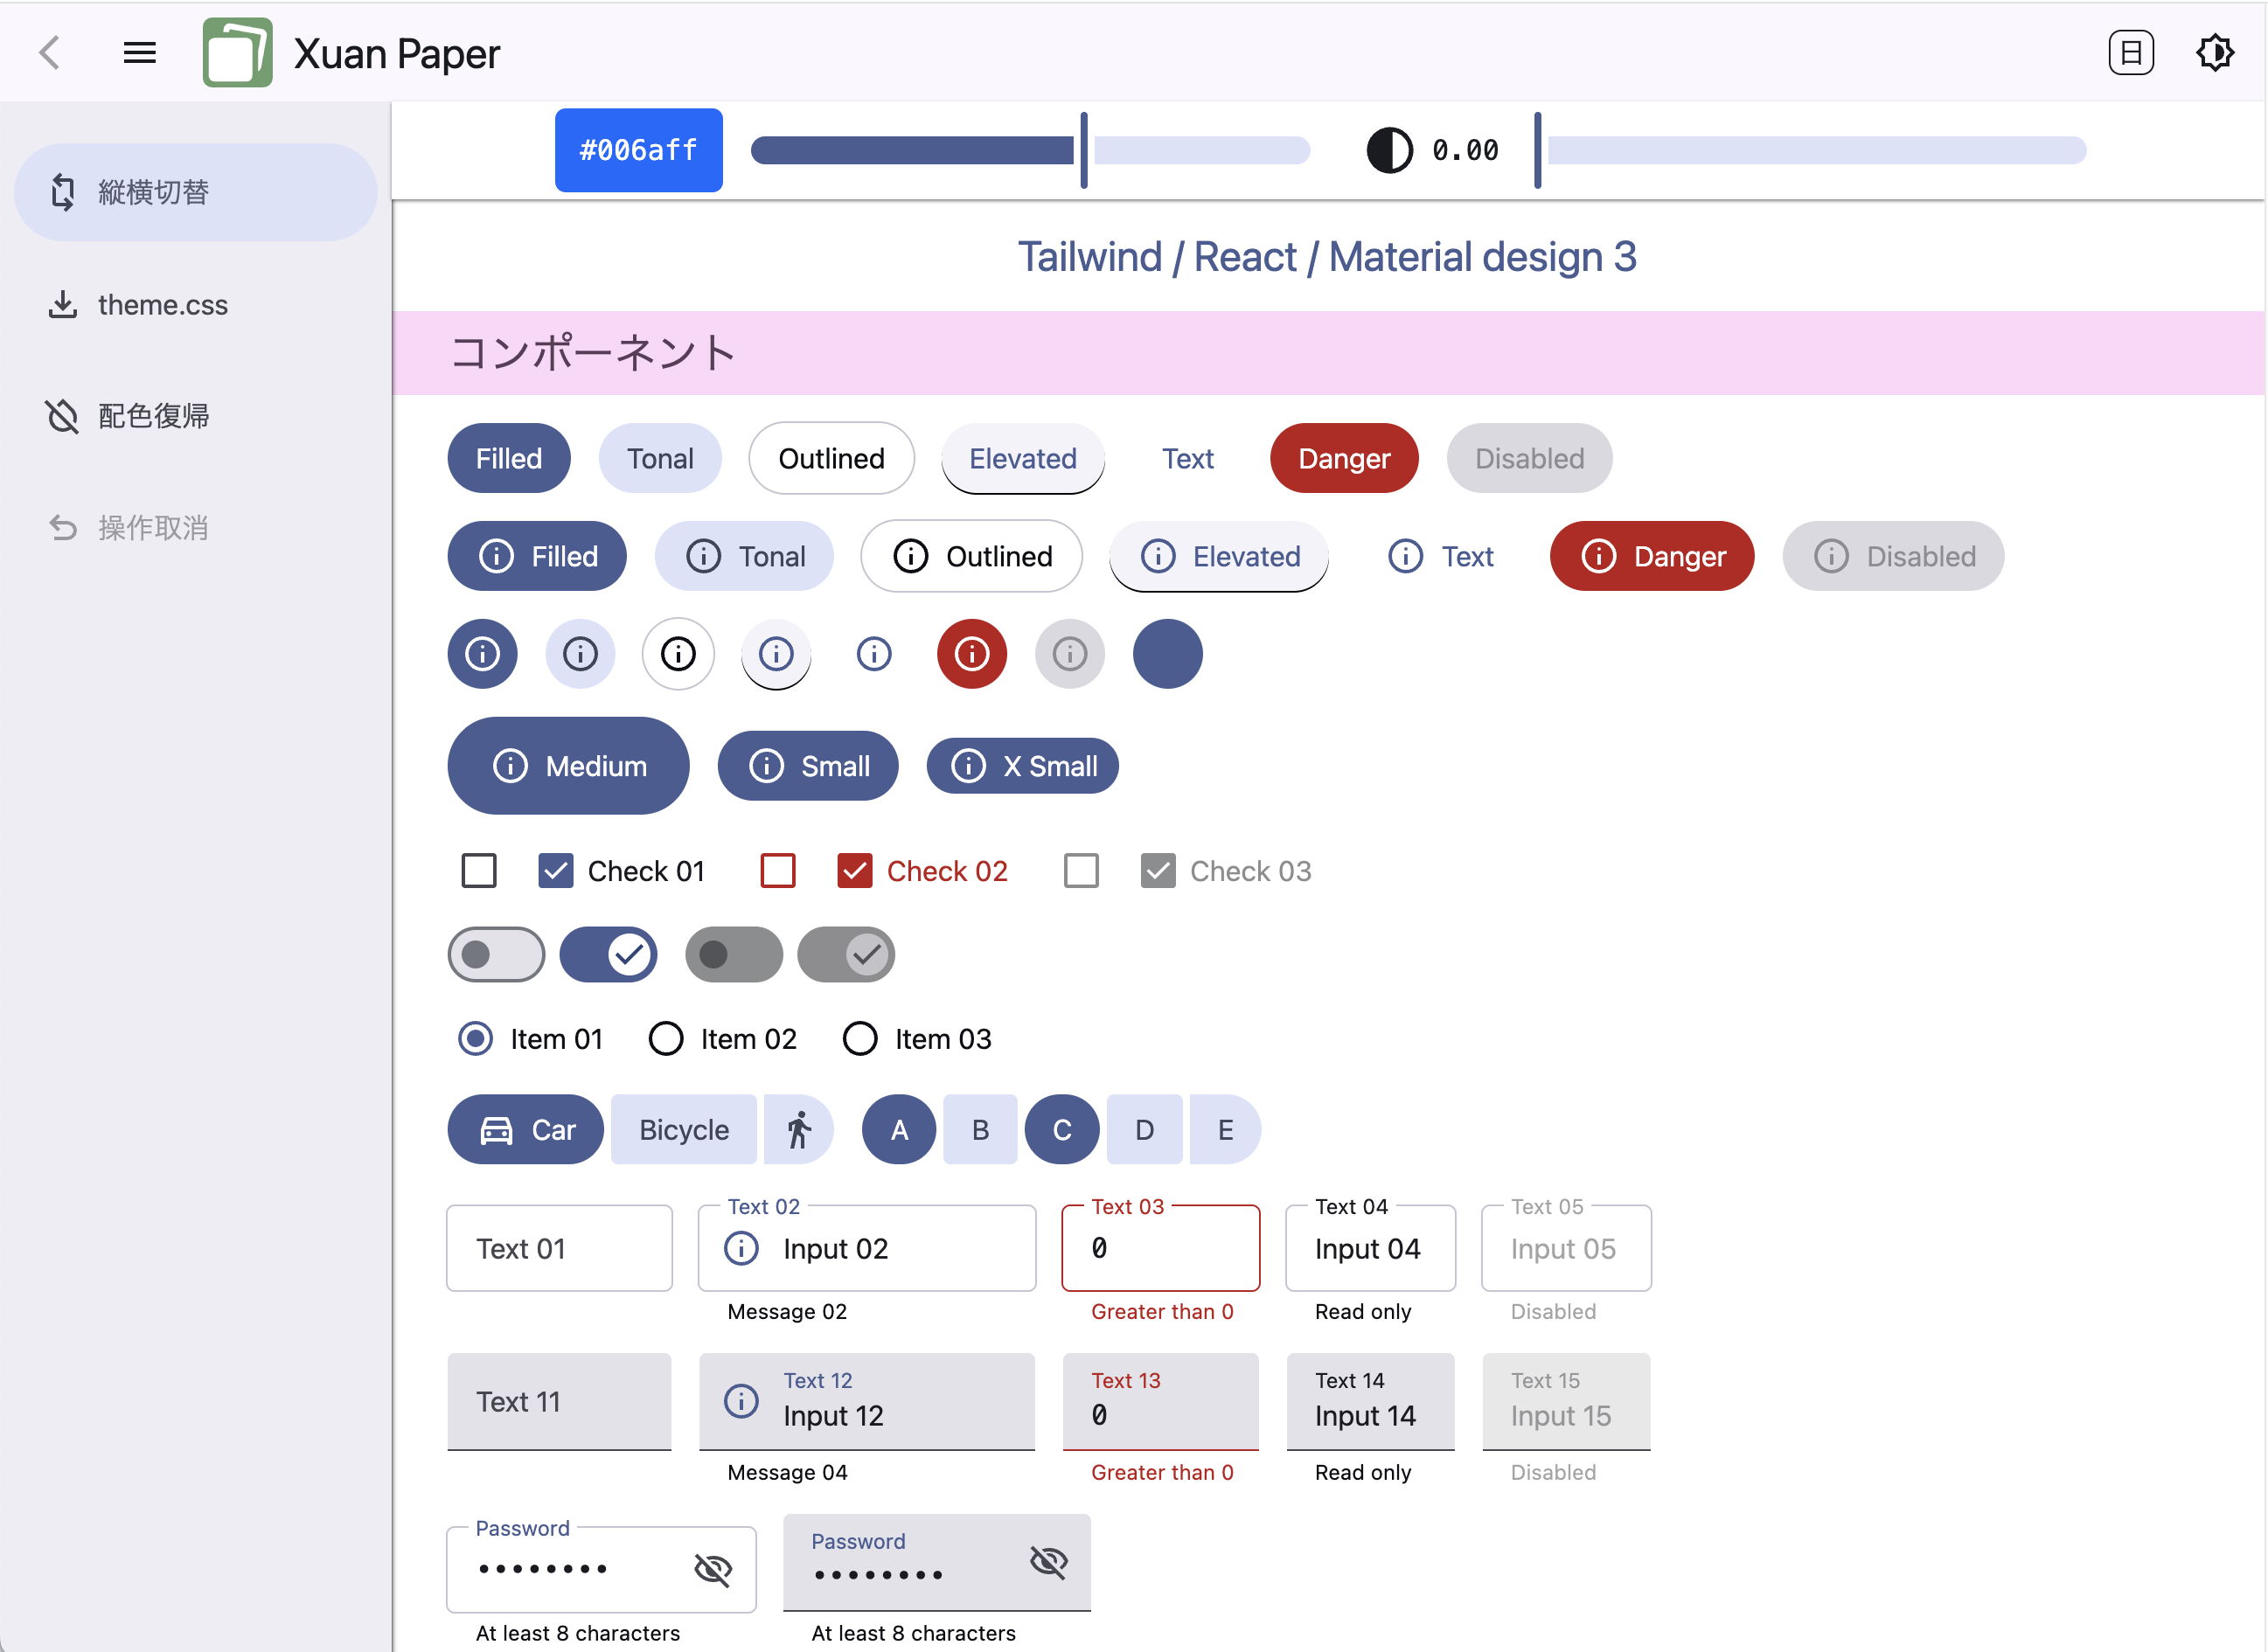 Xuan Paper
日
縦横切替
theme.css
配色復帰
操作取消
#006aff
0.00
Tailwind / React / Material design 3
コンポーネント
Filled Tonal Outlined Elevated Text Danger Disabled
Filled Tonal Outlined Elevated Text Danger Disabled
Medium Small X Small
Check 01 Check 02 Check 03
Item 01 Item 02 Item 03
Car Bicycle A B C D E
Text 02 Text 03 Text 04 Text 05
Text 01 Input 02 0 Input 04 Input 05
Message 02 Greater than 0 Read only Disabled
Text 12 Text 13 Text 14 Text 15
Text 11 Input 12 0 Input 14 Input 15
Message 04 Greater than 0 Read only Disabled
Password Password
•••••••• ••••••••
At least 8 characters At least 8 characters